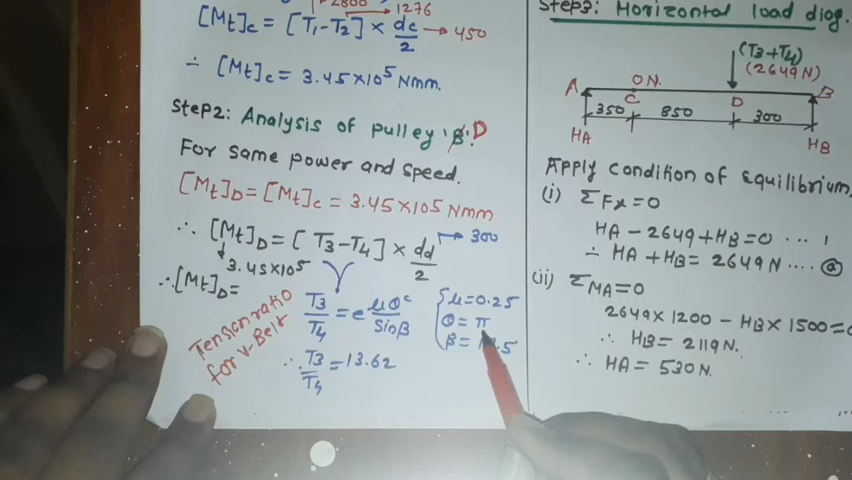 2800 1276
[Mt]c = [T1-T2] × dc/2 → 450
∴ [Mt]c = 3.45×10⁵ Nmm.
Step2: Analysis of pulley 'B' D
For same power and speed.
[Mt]D = [Mt]c = 3.45×10⁵ Nmm
∴ [Mt]D = [T3-T4] × dd/2 → 300
3.45×10⁵
∴ [Mt]D =
Tension ratio for V-Belt
T3/T4 = e μθᶜ/sinβ
∴ T3/T4 = 13.62
μ = 0.25
θ = π
β = .5
Step3: Horizontal load diag.
(T3+T4)
(2649N)
A ON. B
C D
350 850 300
HA HB
Apply condition of Equilibrium
(i) ΣFx = 0
HA - 2649 + HB = 0 ... 1
∴ HA + HB = 2649 N .... ⓐ
(ii) ΣMA = 0
2649 × 1200 - HB × 1500 = 0
∴ HB = 2119 N.
∴ HA = 530 N.